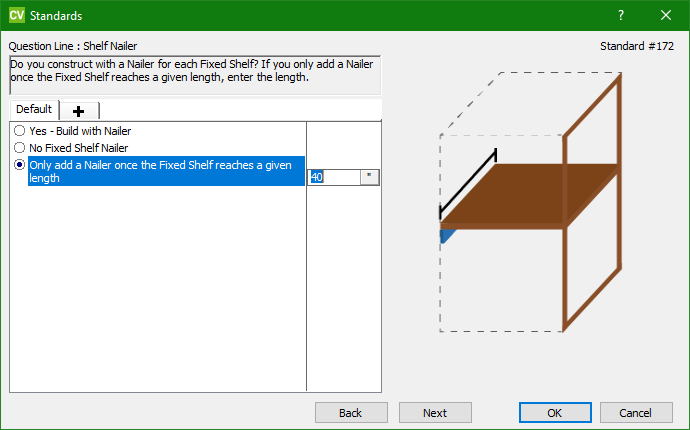 CV Standards ? ×
Question Line : Shelf Nailer
Standard #172
Do you construct with a Nailer for each Fixed Shelf? If you only add a Nailer
once the Fixed Shelf reaches a given length, enter the length.
Default +
Yes - Build with Nailer
No Fixed Shelf Nailer
Only add a Nailer once the Fixed Shelf reaches a given
length
40 "
Back Next OK Cancel